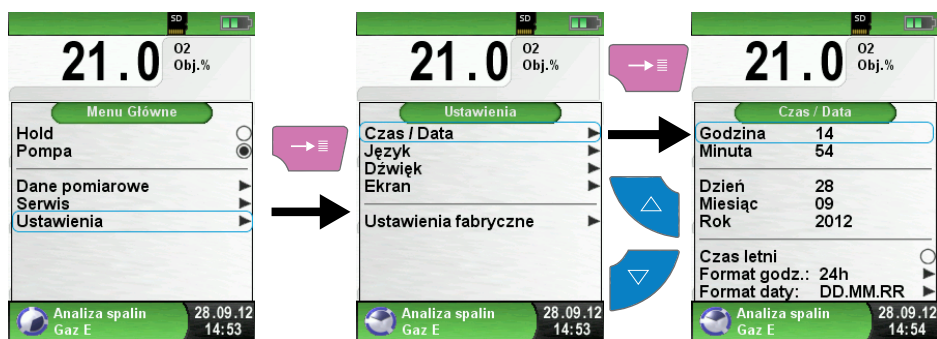 SD
21.0 O2
Obj.%
Menu Główne
Hold
Pompa
Dane pomiarowe
Serwis
Ustawienia
Analiza spalin 28.09.12
Gaz E 14:53
SD
21.0 O2
Obj.%
Ustawienia
Czas / Data
Język
Dźwięk
Ekran
Ustawienia fabryczne
Analiza spalin 28.09.12
Gaz E 14:53
SD
21.0 O2
Obj.%
Czas / Data
Godzina 14
Minuta 54
Dzień 28
Miesiąc 09
Rok 2012
Czas letni
Format godz.: 24h
Format daty: DD.MM.RR
Analiza spalin 28.09.12
Gaz E 14:54